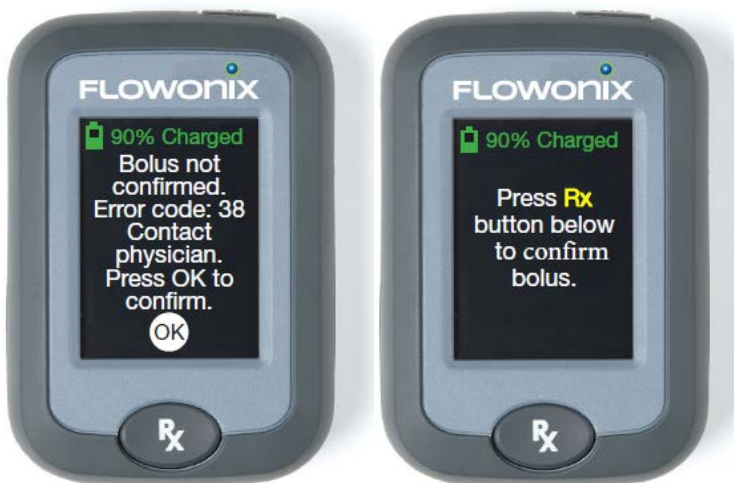 FLOWONIX
90% Charged
Bolus not
confirmed.
Error code: 38
Contact
physician.
Press OK to
confirm.
OK
Rx
FLOWONIX
90% Charged
Press Rx
button below
to confirm
bolus.
Rx